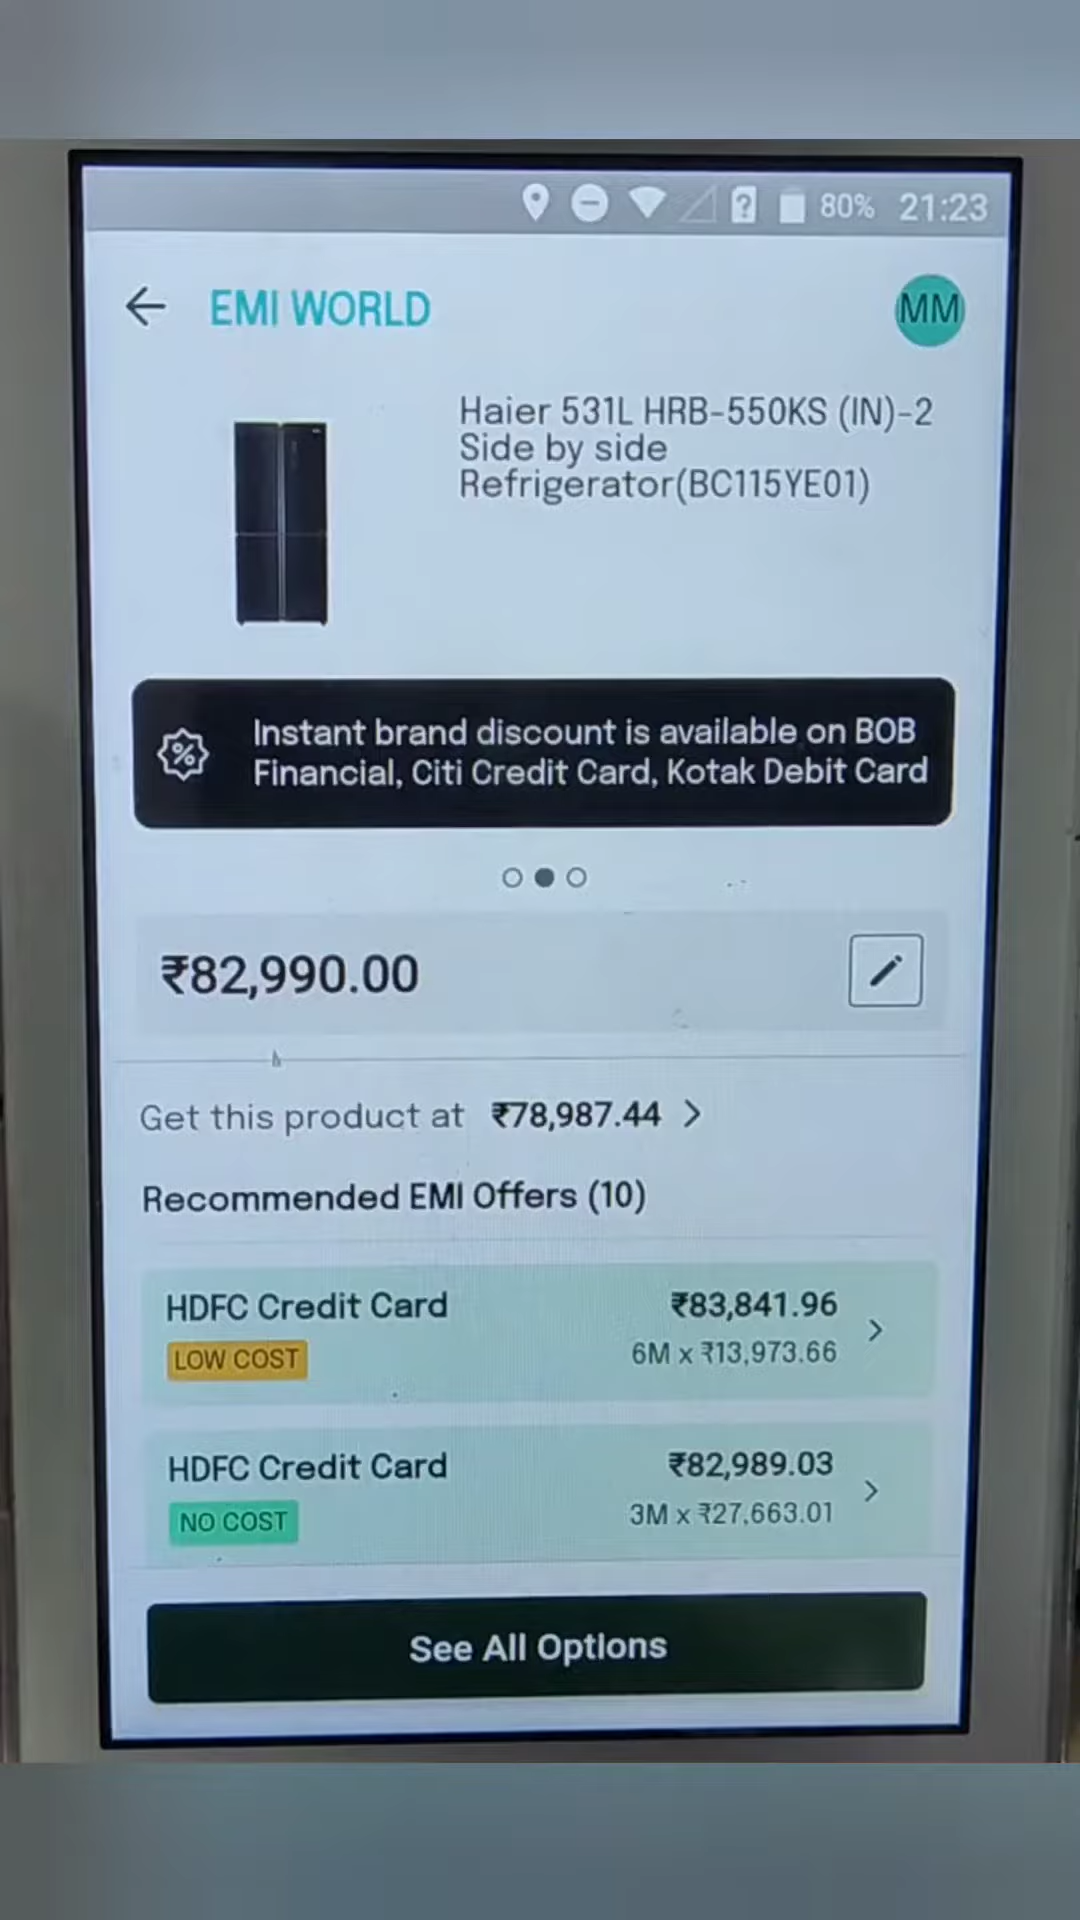 80% 21:23
EMI WORLD
MM
Haier 531L HRB-550KS (IN)-2
Side by side
Refrigerator(BC115YE01)
Instant brand discount is available on BOB
Financial, Citi Credit Card, Kotak Debit Card
₹82,990.00
Get this product at ₹78,987.44
Recommended EMI Offers (10)
HDFC Credit Card ₹83,841.96
LOW COST 6M x ₹13,973.66
HDFC Credit Card ₹82,989.03
NO COST 3M x ₹27,663.01
See All Options